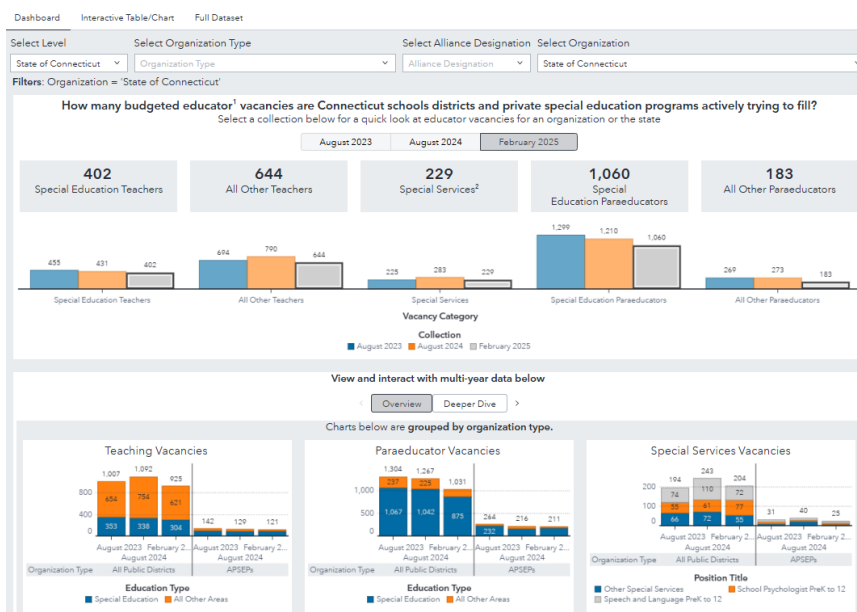 Dashboard Interactive Table/Chart Full Dataset
Select Level Select Organization Type Select Alliance Designation Select Organization
State of Connecticut Organization Type Alliance Designation State of Connecticut
Filters: Organization = 'State of Connecticut'
How many budgeted educator¹ vacancies are Connecticut schools districts and private special education programs actively trying to fill?
Select a collection below for a quick look at educator vacancies for an organization or the state
August 2023 August 2024 February 2025
402 644 229 1,060 183
Special Education Teachers All Other Teachers Special Services² Special All Other Paraeducators
Education Paraeducators
1,299 1,210 1,060
694 790 644
455 431 402
225 283 229
269 273 183
Special Education Teachers All Other Teachers Special Services Special Education Paraeducators All Other Paraeducators
Vacancy Category
Collection
August 2023 August 2024 February 2025
View and interact with multi-year data below
< Overview Deeper Dive >
Charts below are grouped by organization type.
Teaching Vacancies
1,007 1,092 925
800
654 754 621
400
142 129 121
353 338 304
0
August 2023 February 2... August 2023 February 2...
August 2024 August 2024
Organization Type All Public Districts APSEPs
Education Type
Special Education All Other Areas
Paraeducator Vacancies
1,304 1,267 1,031
237 225
1,000
1,067 1,042 875
500
264 216 211
232
0
August 2023 February 2... August 2023 February 2...
August 2024 August 2024
Organization Type All Public Districts APSEPs
Education Type
Special Education All Other Areas
Special Services Vacancies
194 243 204
200
74 110 72
100
55 61 77
31 40 25
66 72 55
0
August 2023 February 2... August 2023 February 2...
August 2024 August 2024
Organization Type All Public Districts APSEPs
Position Title
Other Special Services School Psychologist PreK to 12
Speech and Language PreK to 12